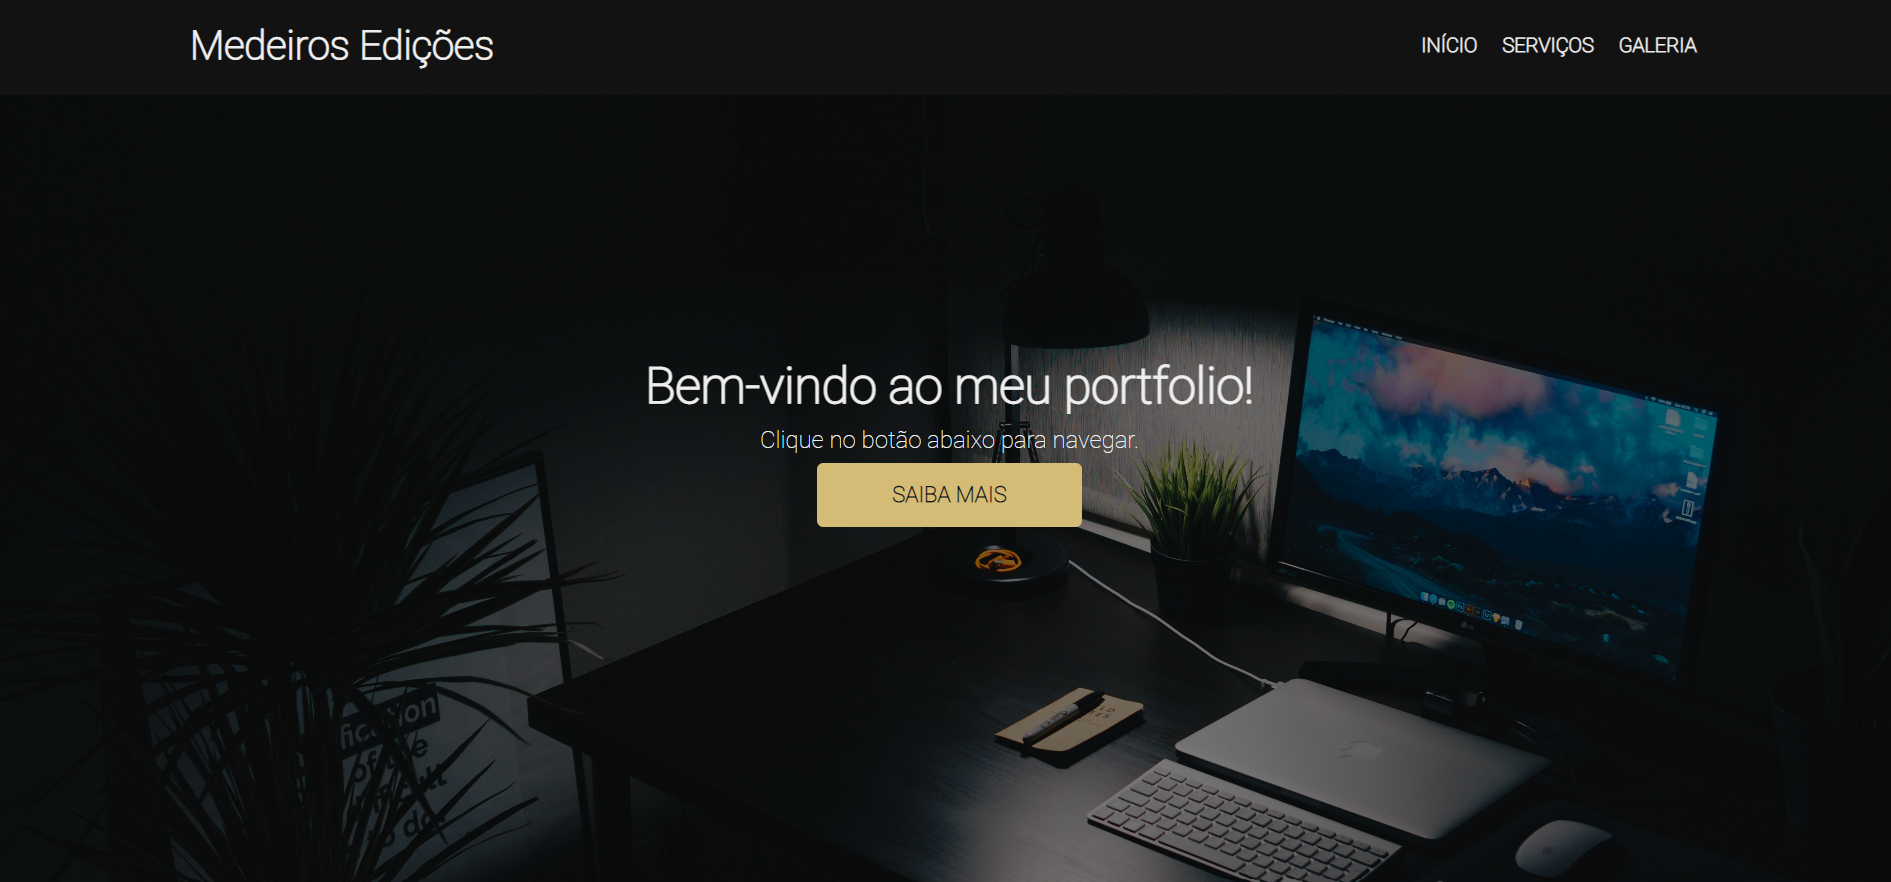 Medeiros Edições
INÍCIO SERVIÇOS GALERIA
Bem-vindo ao meu portfolio!
Clique no botão abaixo para navegar.
SAIBA MAIS